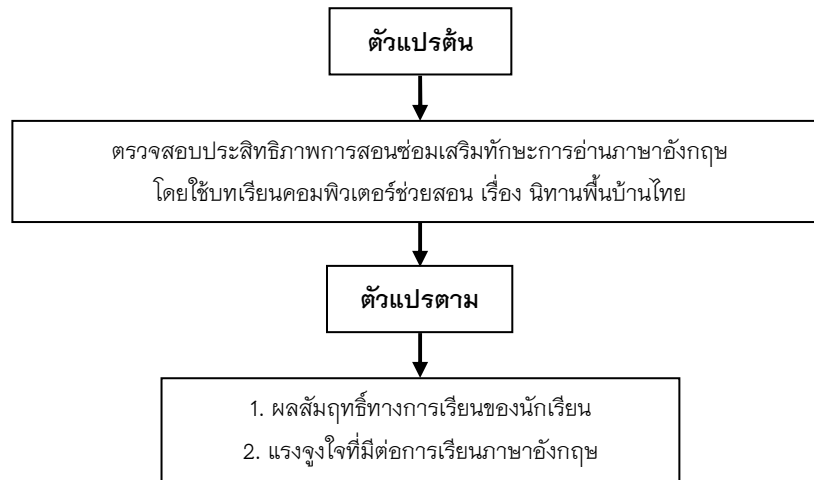 ตัวแปรต้น
ตรวจสอบประสิทธิภาพการสอนซ่อมเสริมทักษะการอ่านภาษาอังกฤษ
โดยใช้บทเรียนคอมพิวเตอร์ช่วยสอน เรื่อง นิทานพื้นบ้านไทย
ตัวแปรตาม
1. ผลสัมฤทธิ์ทางการเรียนของนักเรียน
2. แรงจูงใจที่มีต่อการเรียนภาษาอังกฤษ